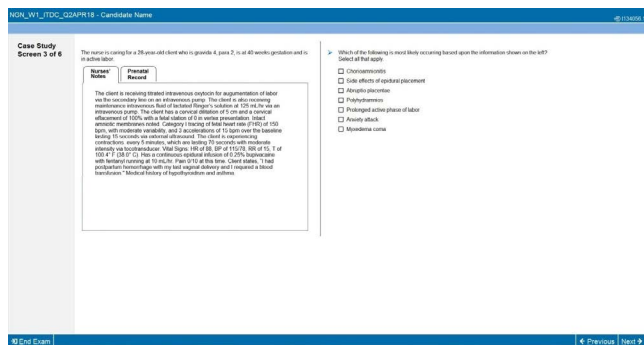 NGN_W1_ITDC_Q2APR18 - Candidate Name
Case Study
Screen 3 of 6
The nurse is caring for a 28-year-old client who is gravida 4, para 2, is at 40 weeks gestation and is
in active labor.
Nurses' Notes
Prenatal Record
The client is receiving titrated intravenous oxytocin for augumentation of labor
via the secondary line on an intravenous pump. The client is also receiving
maintenance intravenous fluid of lactated Ringer's solution at 125 mL/hr via an
intravenous pump. The client has a cervical dilitation of 5 cm and a cervical
effacement of 100% with a fetal station of 0 in vertex presentation. Intact
amniotic membranes noted. Category I tracing of fetal heart rate (FHR) of 150
bpm, with moderate variability, and 3 accelerations of 15 bpm over the baseline
lasting 15 seconds via external ultrasound. The client is experiencing
contractions every 5 minutes, which are lasting 70 seconds with moderate
intensity via tocotransducer. Vital Signs: HR of 88, BP of 115/78, RR of 15, T of
100.4° F (38.0° C). Has a continuous epidural infusion of 0.25% bupivacaine
with fentanyl running at 10 mL/hr. Pain 0/10 at this time. Client states, "I had
postpartum hemorrhage with my last vaginal delivery and I required a blood
transfusion." Medical history of hypothyroidism and asthma.
Which of the following is most likely occurring based upon the information shown on the left?
Select all that apply.
Chorioamnionitis
Side effects of epidural placement
Abruptio placentae
Polyhydramnios
Prolonged active phase of labor
Anxiety attack
Myxedema coma
End Exam
Previous
Next